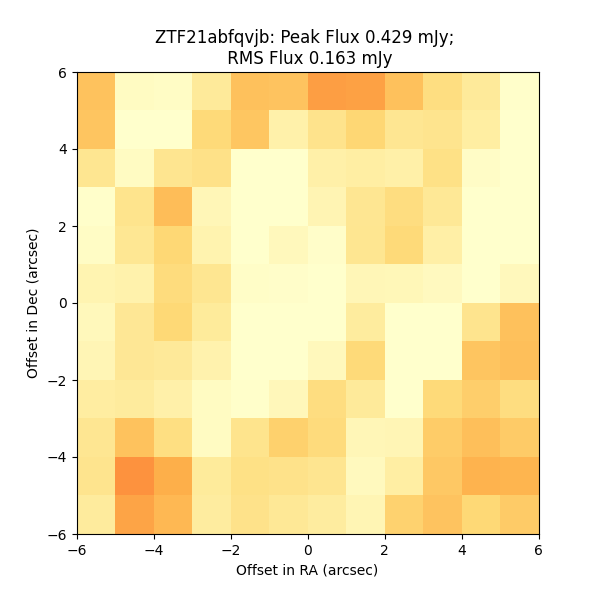 ZTF21abfqvjb: Peak Flux 0.429 mJy;
RMS Flux 0.163 mJy
6
4
2
0
−2
−4
−6
Offset in Dec (arcsec)
−6 −4 −2 0 2 4 6
Offset in RA (arcsec)